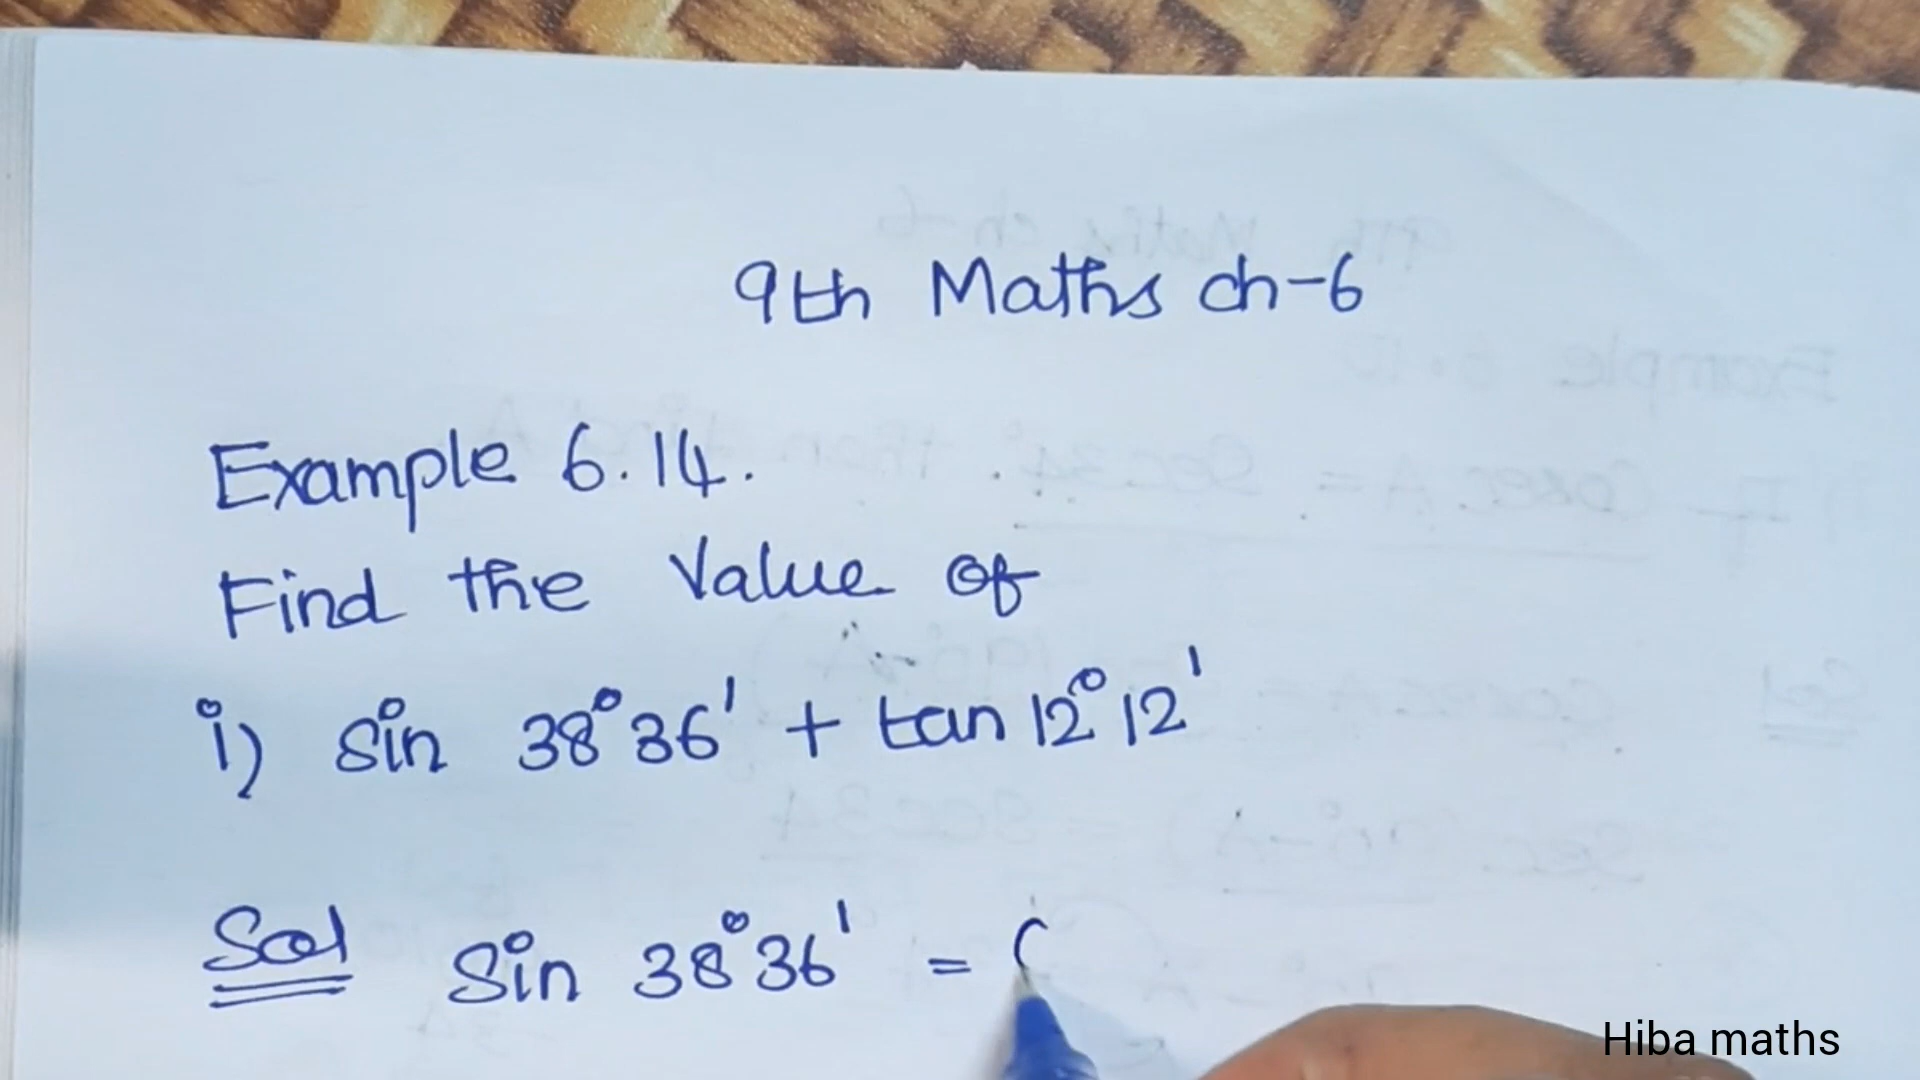 9th Maths ch-6
Example 6.14.
Find the Value of
i) Sin 38°36' + tan 12°12'
Sol Sin 38°36' =
Hiba maths